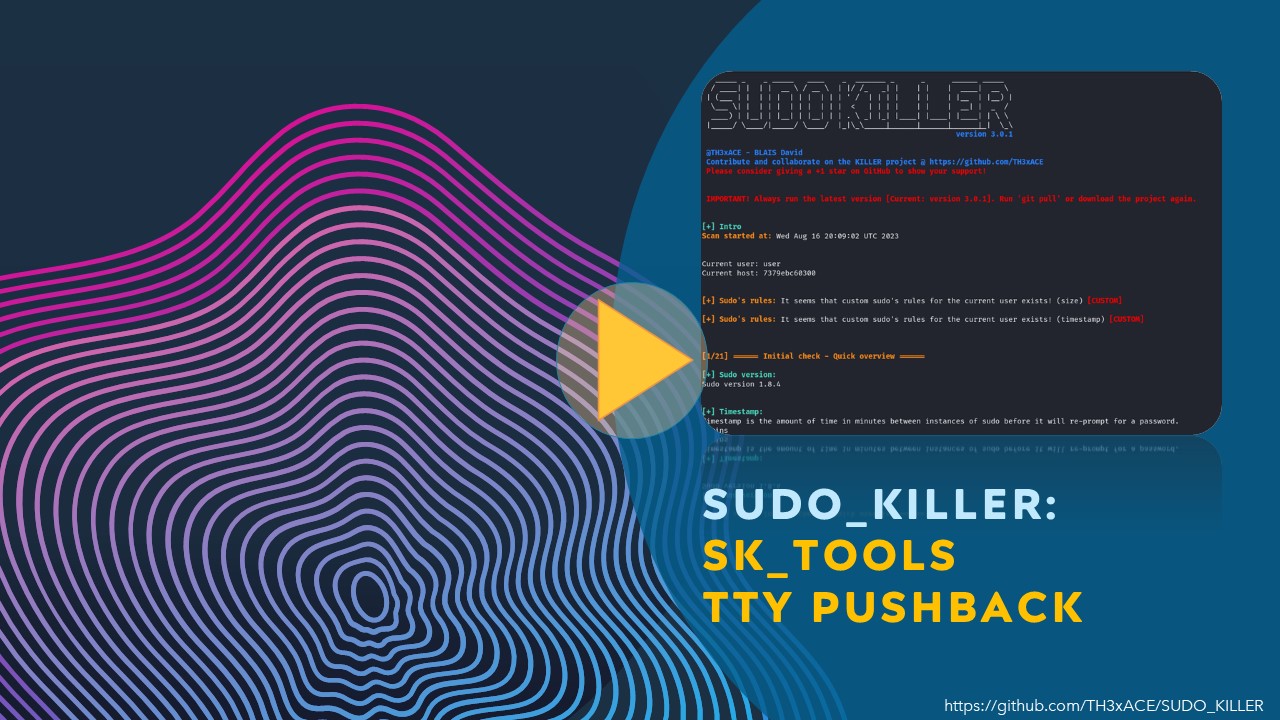 SUDOKILLER
version 3.0.1
@TH3xACE - BLAIS David
Contribute and collaborate on the KILLER project @ https://github.com/TH3xACE
Please consider giving a +1 star on GitHub to show your support!
IMPORTANT! Always run the latest version [Current: version 3.0.1]. Run 'git pull' or download the project again.
[+] Intro
Scan started at: Wed Aug 16 20:09:02 UTC 2023
Current user: user
Current host: 7379ebc60300
[+] Sudo's rules: It seems that custom sudo's rules for the current user exists! (size) [CUSTOM]
[+] Sudo's rules: It seems that custom sudo's rules for the current user exists! (timestamp) [CUSTOM]
[1/21] ====== Initial check - Quick overview ======
[+] Sudo version:
Sudo version 1.8.4
[+] Timestamp:
Timestamp is the amount of time in minutes between instances of sudo before it will re-prompt for a password.
SUDO_KILLER:
SK_TOOLS
TTY PUSHBACK
https://github.com/TH3xACE/SUDO_KILLER